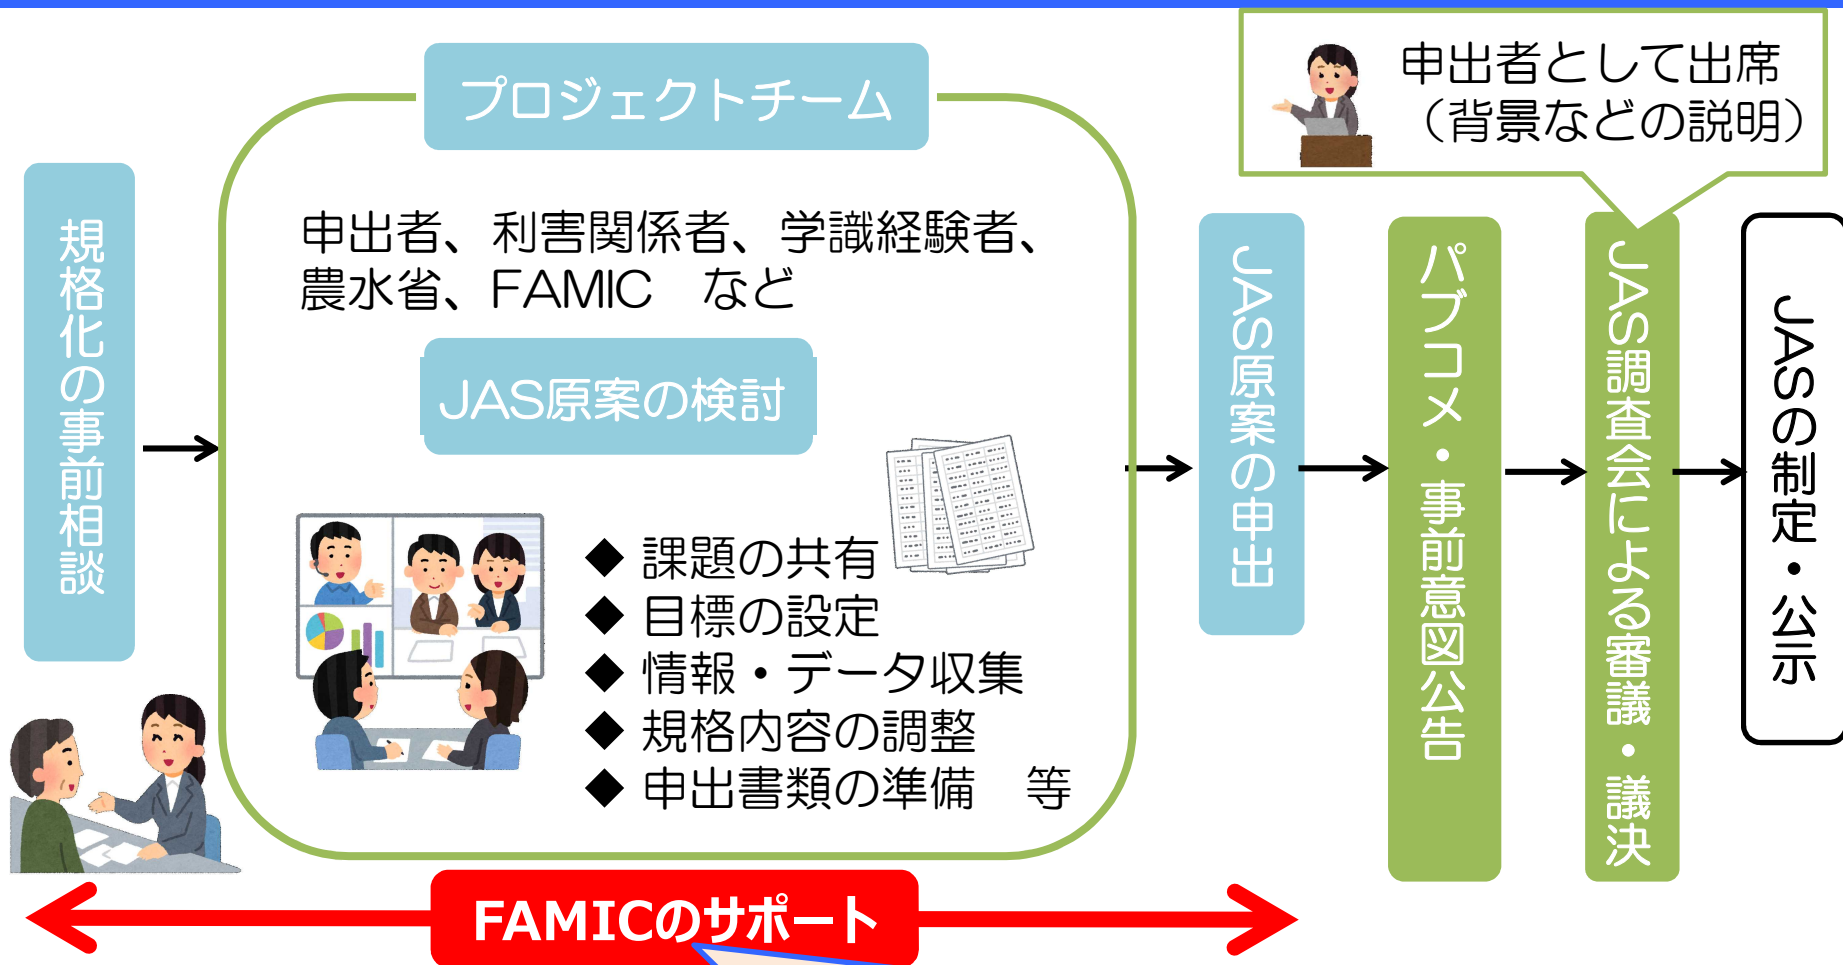 規格化の事前相談
プロジェクトチーム
申出者、利害関係者、学識経験者、
農水省、FAMIC　など
JAS原案の検討
◆ 課題の共有
◆ 目標の設定
◆ 情報・データ収集
◆ 規格内容の調整
◆ 申出書類の準備　等
JAS原案の申出
パブコメ・事前意図公告
申出者として出席
（背景などの説明）
JAS調査会による審議・議決
JASの制定・公示
FAMICのサポート